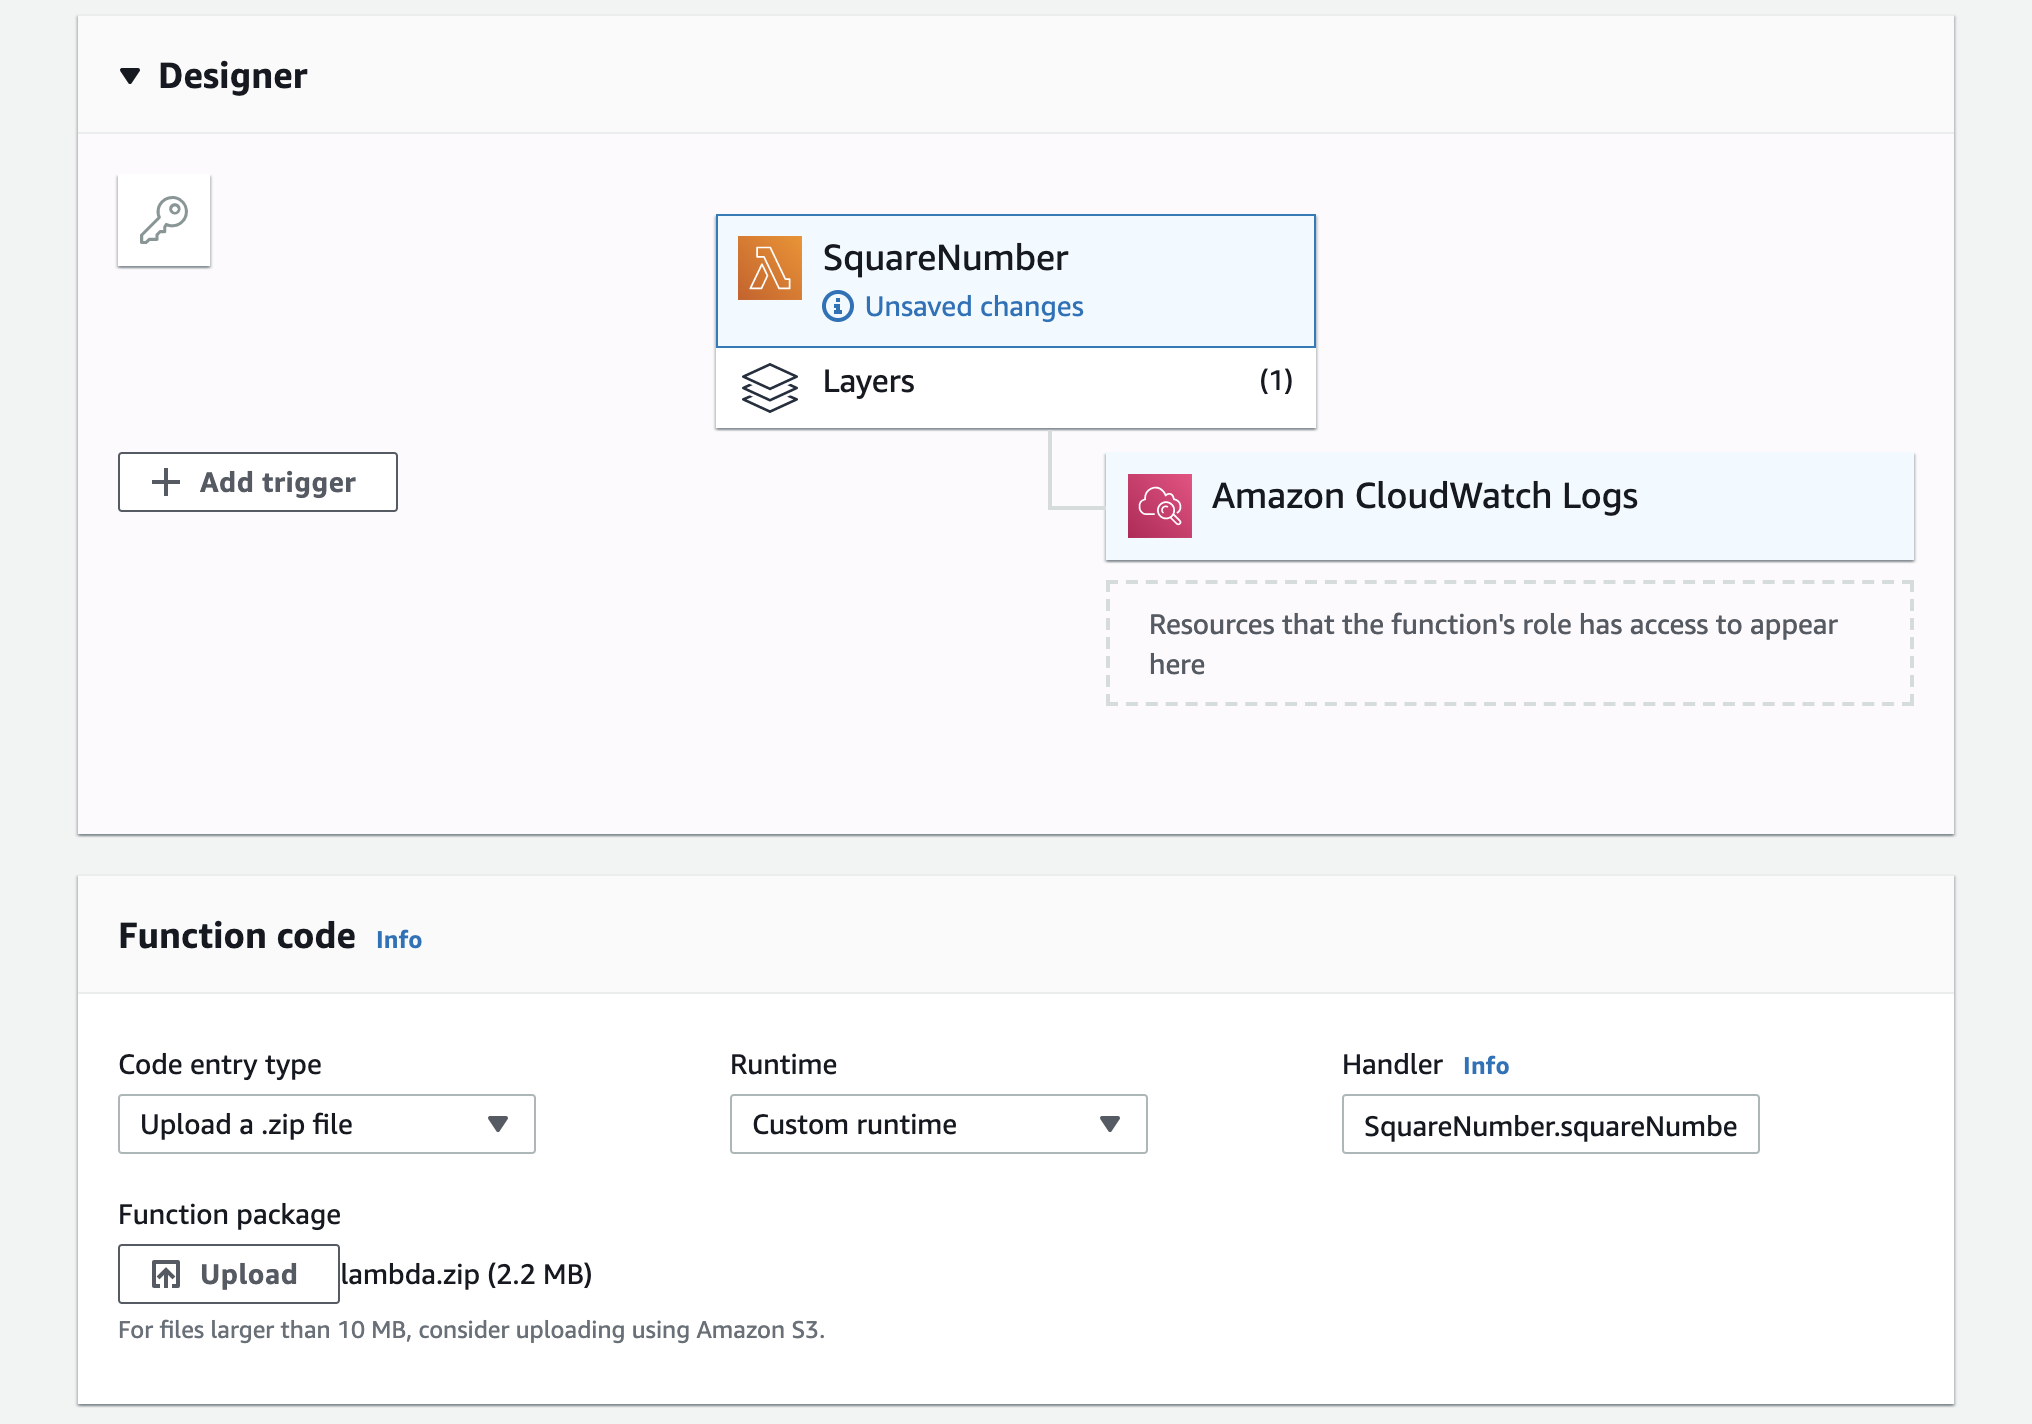 Designer
SquareNumber
Unsaved changes
Layers (1)
Add trigger
Amazon CloudWatch Logs
Resources that the function's role has access to appear
here
Function code Info
Code entry type
Upload a .zip file
Runtime
Custom runtime
Handler Info
SquareNumber.squareNumbe
Function package
Upload lambda.zip (2.2 MB)
For files larger than 10 MB, consider uploading using Amazon S3.